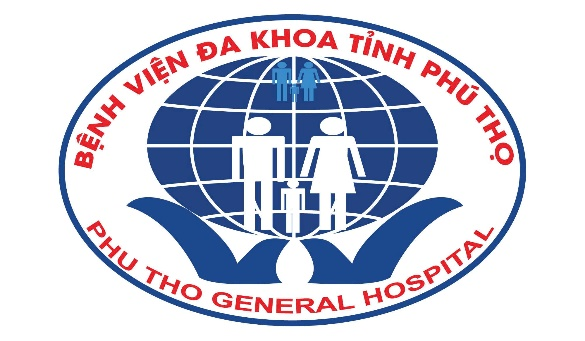 BỆNH VIỆN ĐA KHOA TỈNH PHÚ THỌ
PHU THO GENERAL HOSPITAL